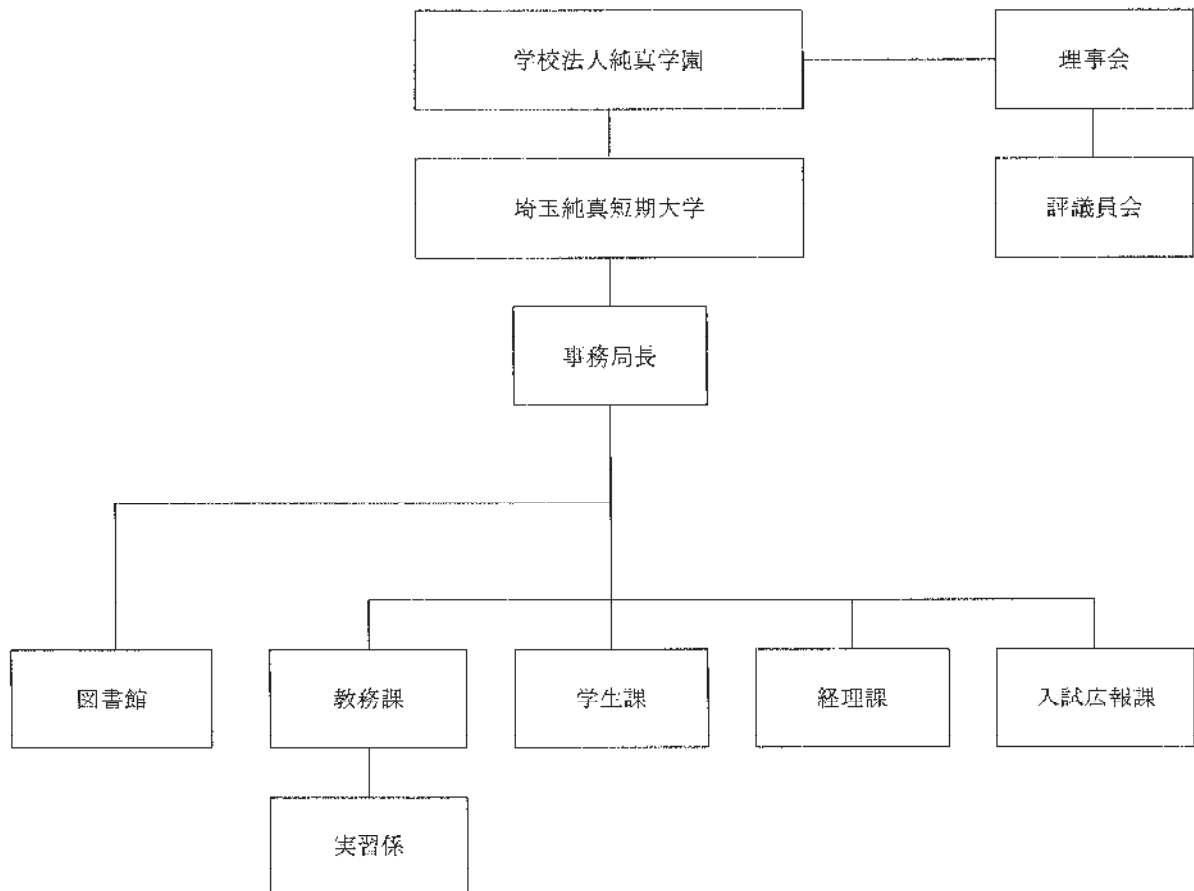 学校法人純真学園
理事会
埼玉純真短期大学
評議員会
事務局長
図書館
教務課
学生課
経理課
入試広報課
実習係